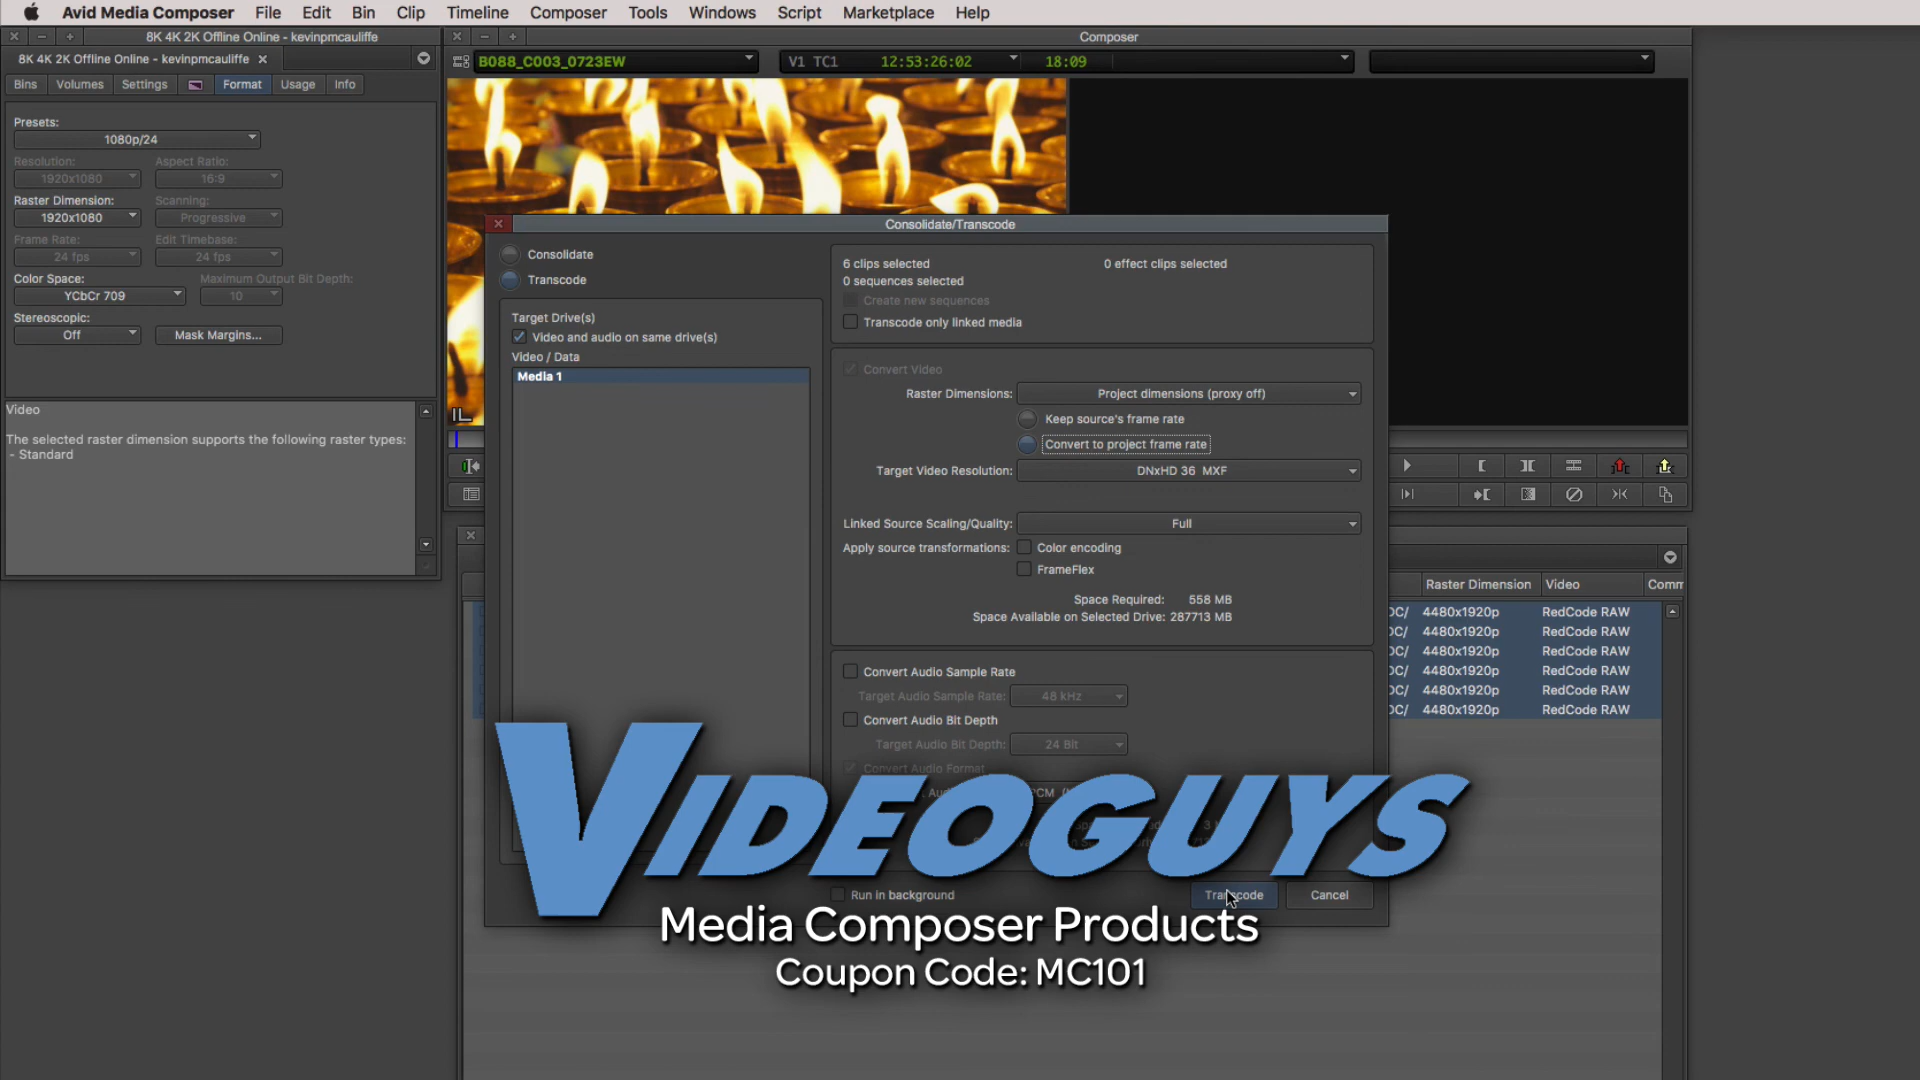 Avid Media Composer File Edit Bin Clip Timeline Composer Tools Windows Script Marketplace Help
8K 4K 2K Offline Online - kevinpmcauliffe
Composer
8K 4K 2K Offline Online - kevinpmcauliffe
B088_C003_0723EW
V1 TC1 12:53:26:02 18:09
Bins Volumes Settings Format Usage Info
Presets:
1080p/24
Resolution: Aspect Ratio:
1920x1080 16:9
Raster Dimension: Scanning:
1920x1080 Progressive
Frame Rate: Edit Timebase:
24 fps 24 fps
Color Space: Maximum Output Bit Depth:
YCbCr 709 10
Stereoscopic:
Off Mask Margins...
Video
The selected raster dimension supports the following raster types:
- Standard
Consolidate/Transcode
Consolidate
Transcode
Target Drive(s)
Video and audio on same drive(s)
Video / Data
Media 1
6 clips selected 0 effect clips selected
0 sequences selected
Create new sequences
Transcode only linked media
Convert Video
Raster Dimensions: Project dimensions (proxy off)
Keep source's frame rate
Convert to project frame rate
Target Video Resolution: DNxHD 36 MXF
Linked Source Scaling/Quality: Full
Apply source transformations: Color encoding
FrameFlex
Space Required: 558 MB
Space Available on Selected Drive: 287713 MB
Convert Audio Sample Rate
Target Audio Sample Rate: 48 kHz
Convert Audio Bit Depth
Target Audio Bit Depth: 24 Bit
Convert Audio Format
Run in background
Transcode Cancel
Raster Dimension Video Comm
DC/ 4480x1920p RedCode RAW
DC/ 4480x1920p RedCode RAW
DC/ 4480x1920p RedCode RAW
DC/ 4480x1920p RedCode RAW
DC/ 4480x1920p RedCode RAW
DC/ 4480x1920p RedCode RAW
VIDEOGUYS
Media Composer Products
Coupon Code: MC101